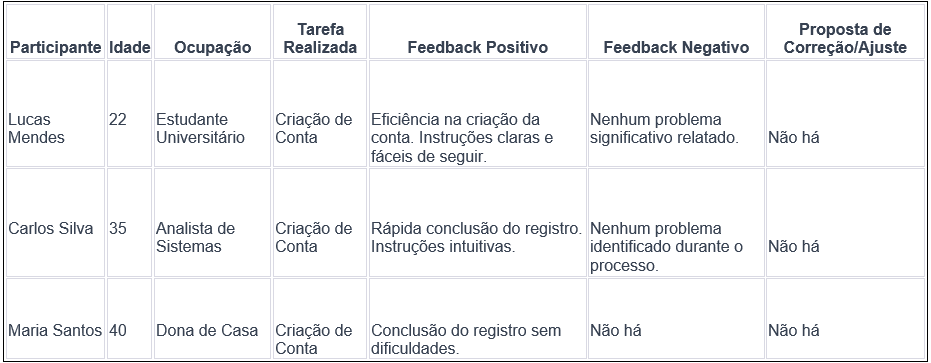 Participante Idade Ocupação Tarefa Realizada Feedback Positivo Feedback Negativo Proposta de Correção/Ajuste
Lucas Mendes 22 Estudante Universitário Criação de Conta Eficiência na criação da conta. Instruções claras e fáceis de seguir. Nenhum problema significativo relatado. Não há
Carlos Silva 35 Analista de Sistemas Criação de Conta Rápida conclusão do registro. Instruções intuitivas. Nenhum problema identificado durante o processo. Não há
Maria Santos 40 Dona de Casa Criação de Conta Conclusão do registro sem dificuldades. Não há Não há